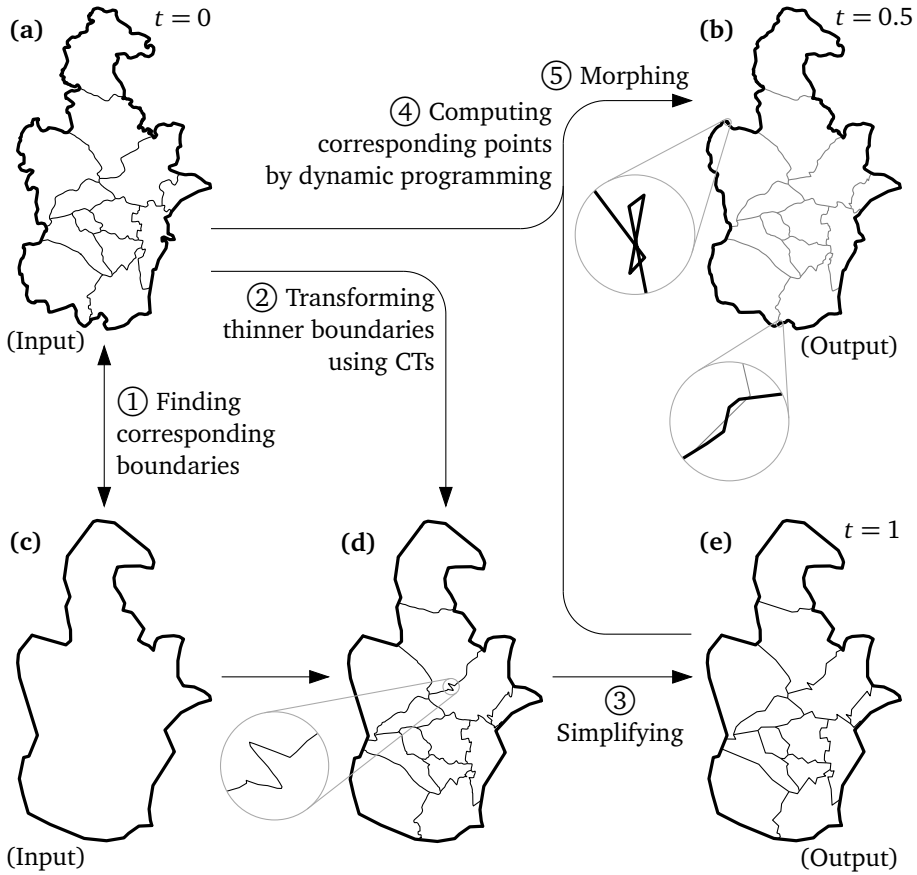 (a) t = 0
(b) t = 0.5
⑤ Morphing
④ Computing
corresponding points
by dynamic programming
② Transforming
thinner boundaries
using CTs
(Input)
(Output)
① Finding
corresponding
boundaries
(c)
(d)
(e) t = 1
③
Simplifying
(Input)
(Output)